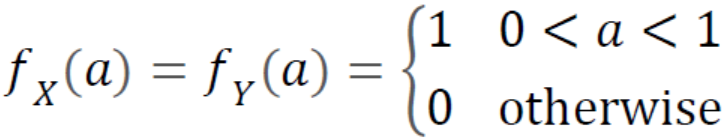 f_X(a) = f_Y(a) = { 1 0 < a < 1
0 otherwise